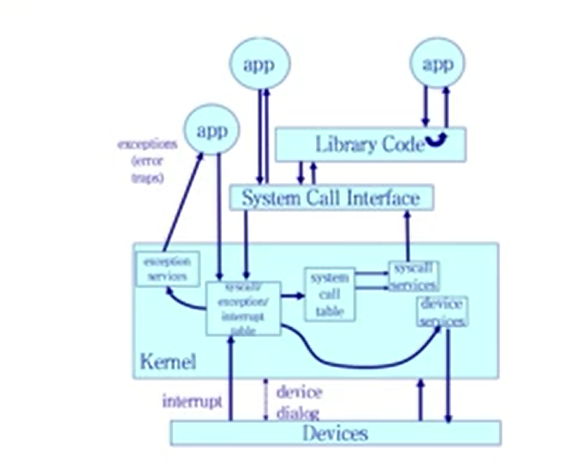 app
app
app
exceptions
(error
traps)
Library Code
System Call Interface
exception
services
syscall/
exception/
interrupt
table
system
call
table
syscall
services
device
services
Kernel
interrupt
device
dialog
Devices